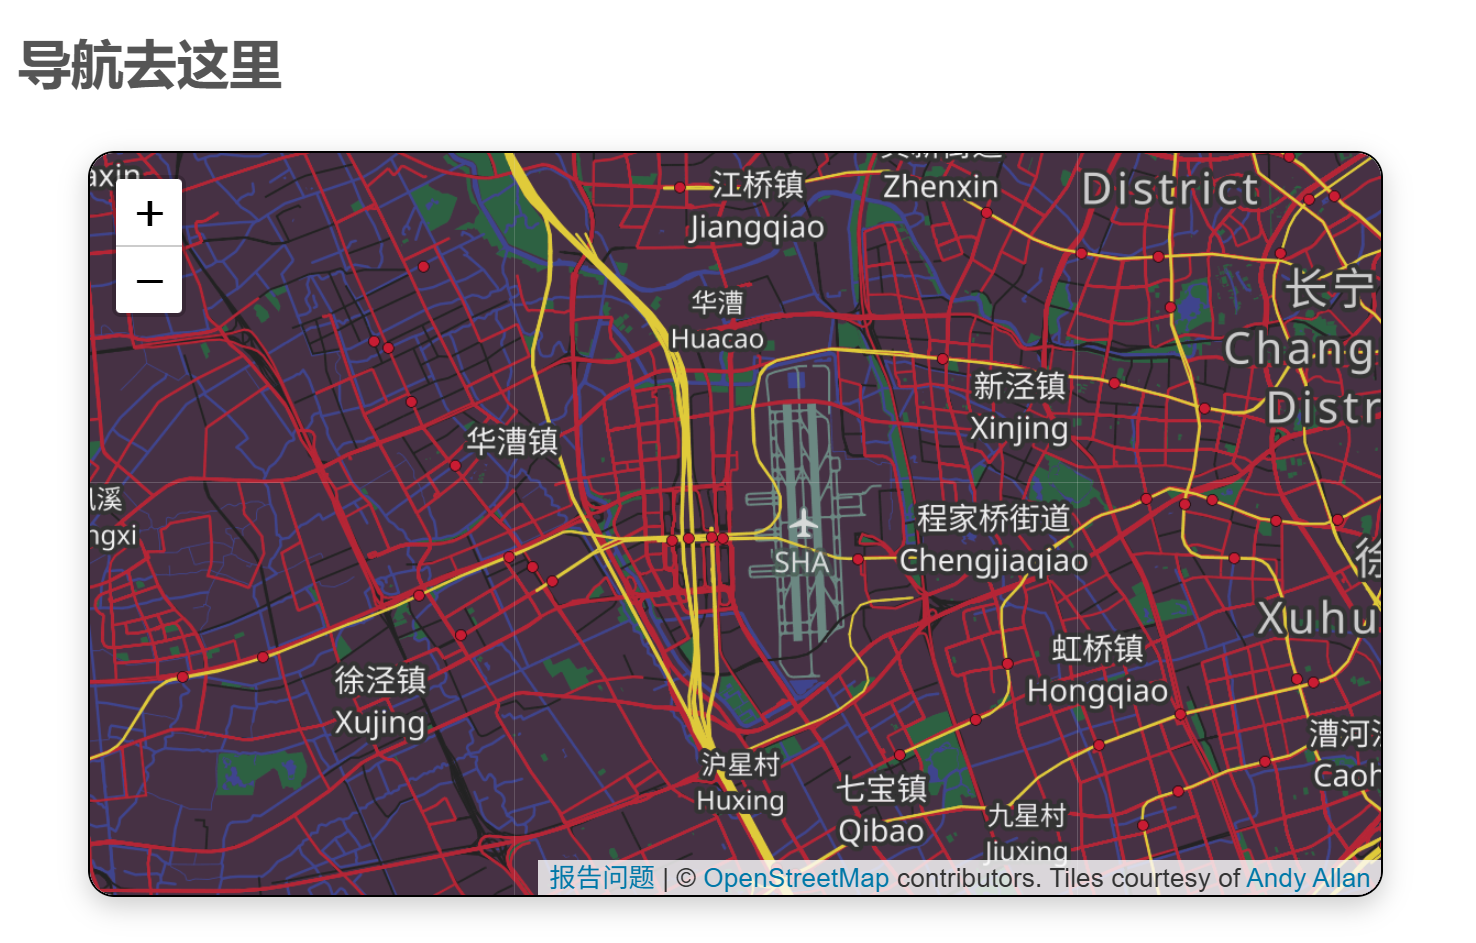 导航去这里
+
−
江桥镇
Jiangqiao
Zhenxin
District
华漕
Huacao
长宁
Chang
Distr
新泾镇
Xinjing
华漕镇
程家桥街道
Chengjiaqiao
SHA
徐
Xuhu
虹桥镇
Hongqiao
徐泾镇
Xujing
沪星村
Huxing
七宝镇
Qibao
九星村
Jiuxing
漕河
Caoh
报告问题 | © OpenStreetMap contributors. Tiles courtesy of Andy Allan